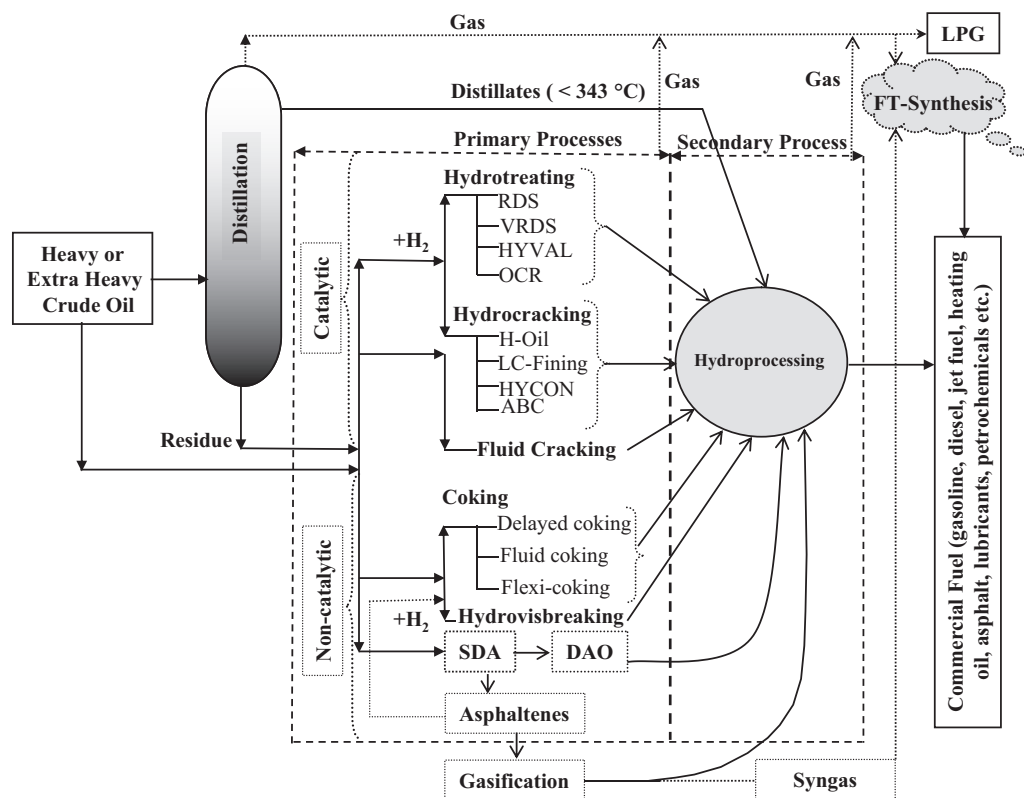 Gas
LPG
Gas
Gas
FT-Synthesis
Distillates ( < 343 °C)
Primary Processes
Secondary Process
Distillation
Heavy or
Extra Heavy
Crude Oil
Residue
Catalytic
Non-catalytic
+H₂
Hydrotreating
RDS
VRDS
HYVAL
OCR
Hydrocracking
H-Oil
LC-Fining
HYCON
ABC
Fluid Cracking
Coking
Delayed coking
Fluid coking
Flexi-coking
+H₂
Hydrovisbreaking
SDA
DAO
Asphaltenes
Gasification
Syngas
Hydroprocessing
Commercial Fuel (gasoline, diesel, jet fuel, heating
oil, asphalt, lubricants, petrochemicals etc.)